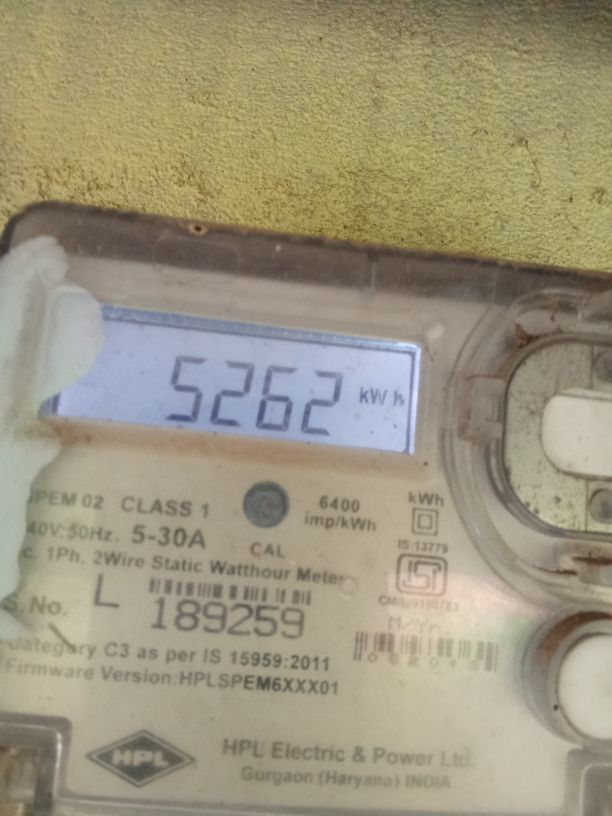 5262 kWh
PEM 02 CLASS 1
6400
imp/kWh
kWh
40V, 50Hz. 5-30A
CAL
IS:13779
1Ph. 2Wire Static Watthour Meter
S.No. L 189259
ISI
M/Yr.
Category C3 as per IS 15959:2011
Firmware Version:HPLSPEM6XXX01
HPL
HPL Electric & Power Ltd.
Gurgaon (Haryana) INDIA